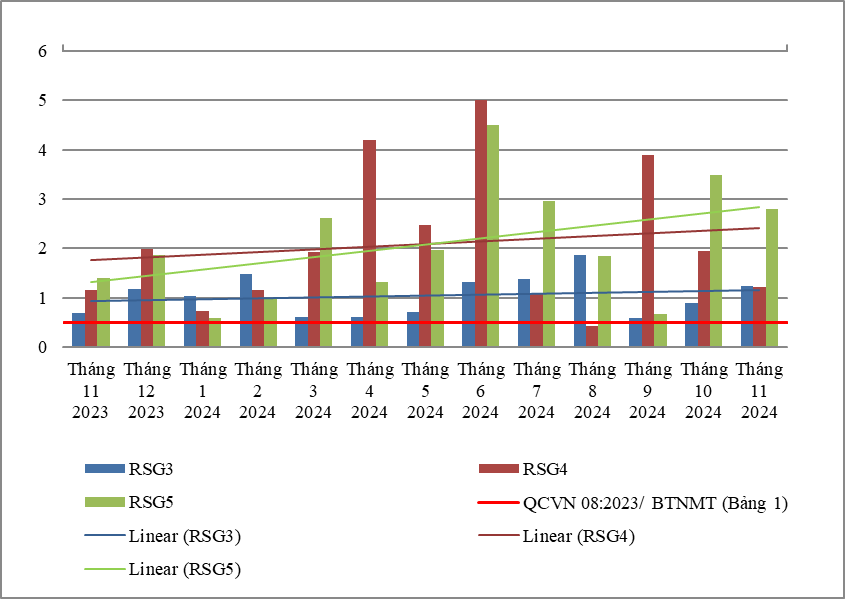 6
5
4
3
2
1
0
Tháng Tháng Tháng Tháng Tháng Tháng Tháng Tháng Tháng Tháng Tháng Tháng Tháng
11 12 1 2 3 4 5 6 7 8 9 10 11
2023 2023 2024 2024 2024 2024 2024 2024 2024 2024 2024 2024 2024
RSG3 RSG4
RSG5 QCVN 08:2023/ BTNMT (Bảng 1)
Linear (RSG3) Linear (RSG4)
Linear (RSG5)